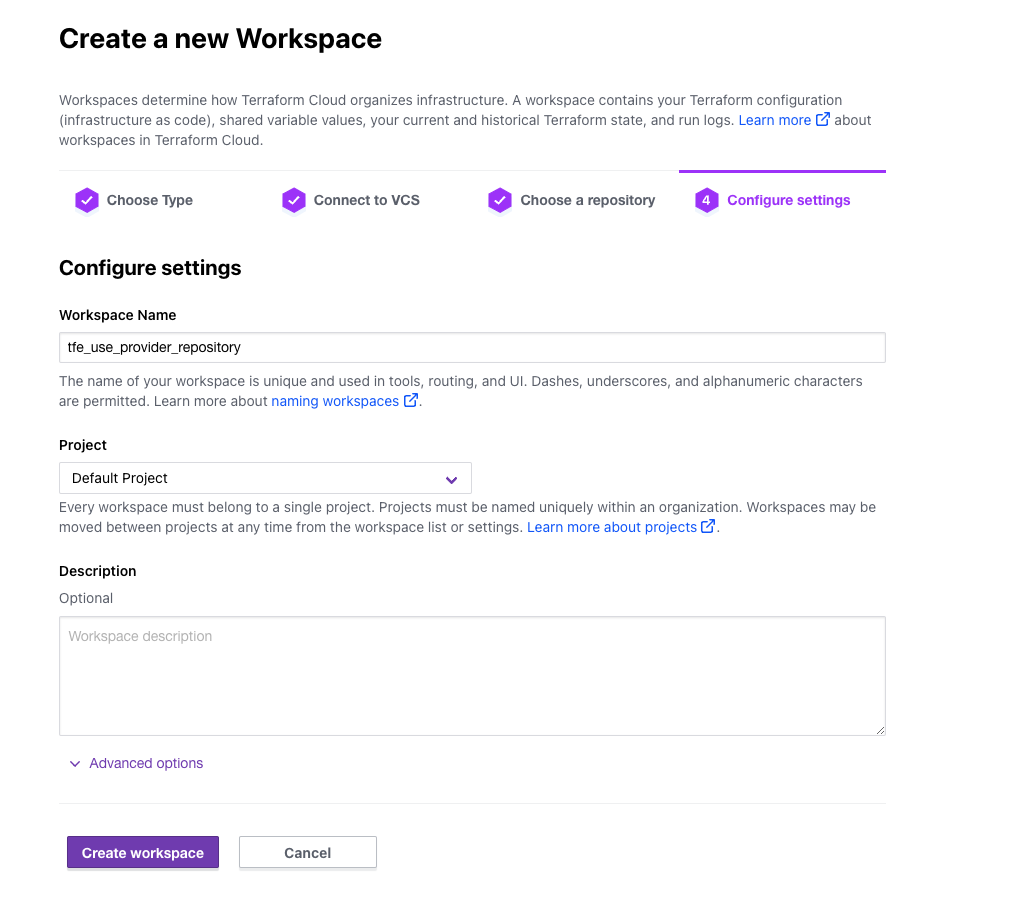 Create a new Workspace
Workspaces determine how Terraform Cloud organizes infrastructure. A workspace contains your Terraform configuration
(infrastructure as code), shared variable values, your current and historical Terraform state, and run logs. Learn more about
workspaces in Terraform Cloud.
Choose Type
Connect to VCS
Choose a repository
4 Configure settings
Configure settings
Workspace Name
tfe_use_provider_repository
The name of your workspace is unique and used in tools, routing, and UI. Dashes, underscores, and alphanumeric characters
are permitted. Learn more about naming workspaces.
Project
Default Project
Every workspace must belong to a single project. Projects must be named uniquely within an organization. Workspaces may be
moved between projects at any time from the workspace list or settings. Learn more about projects.
Description
Optional
Workspace description
Advanced options
Create workspace
Cancel